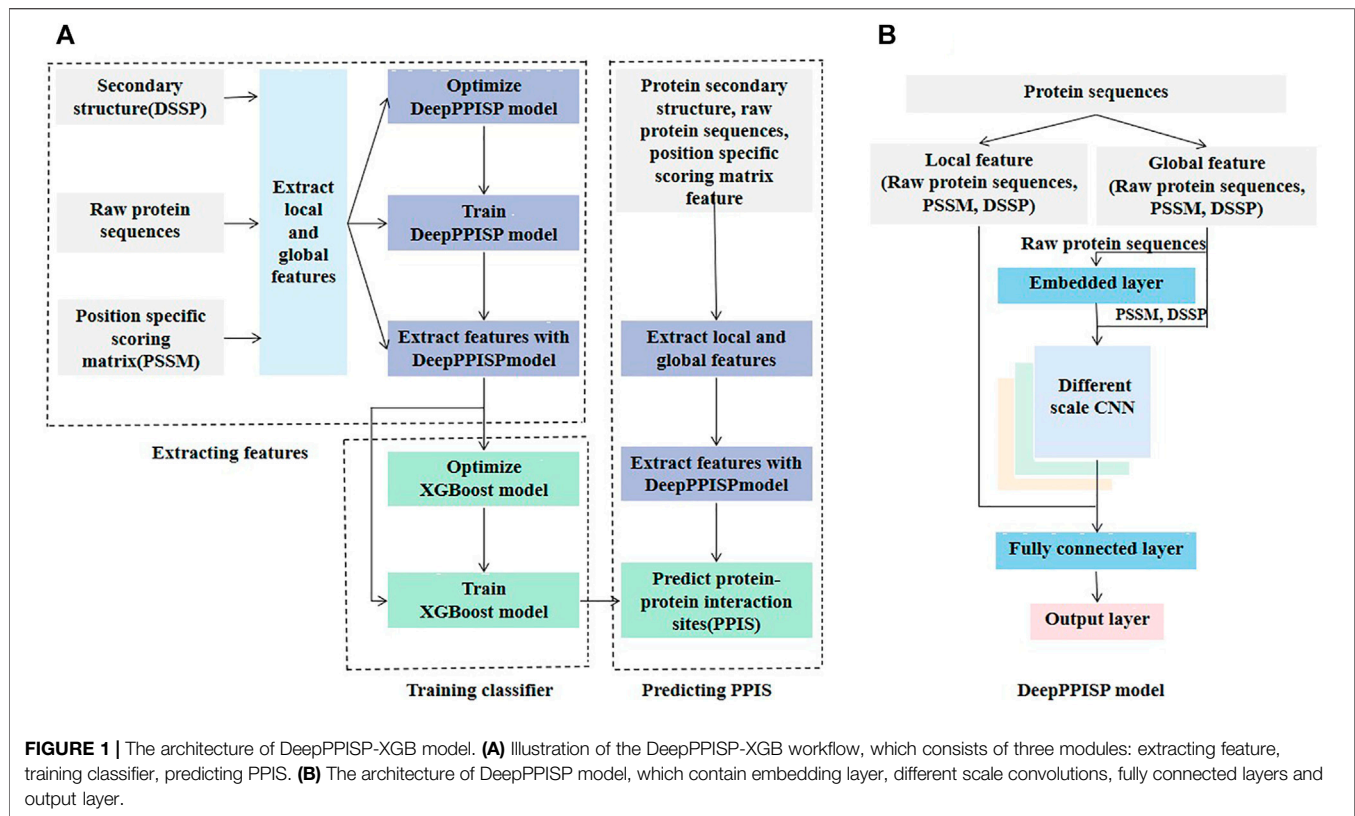 A
Secondary
structure(DSSP)
Raw protein
sequences
Position specific
scoring
matrix(PSSM)
Extract
local
and
global
features
Optimize
DeepPPISP model
Train
DeepPPISP model
Extract features with
DeepPPISPmodel
Extracting features
Optimize
XGBoost model
Train
XGBoost model
Training classifier
Protein secondary
structure, raw
protein sequences,
position specific
scoring matrix
feature
Extract local and
global features
Extract features with
DeepPPISPmodel
Predict protein-
protein interaction
sites(PPIS)
Predicting PPIS
B
Protein sequences
Local feature
(Raw protein sequences,
PSSM, DSSP)
Global feature
(Raw protein sequences,
PSSM, DSSP)
Raw protein sequences
Embedded layer
PSSM, DSSP
Different
scale CNN
Fully connected layer
Output layer
DeepPPISP model
FIGURE 1 | The architecture of DeepPPISP-XGB model. (A) Illustration of the DeepPPISP-XGB workflow, which consists of three modules: extracting feature,
training classifier, predicting PPIS. (B) The architecture of DeepPPISP model, which contain embedding layer, different scale convolutions, fully connected layers and
output layer.